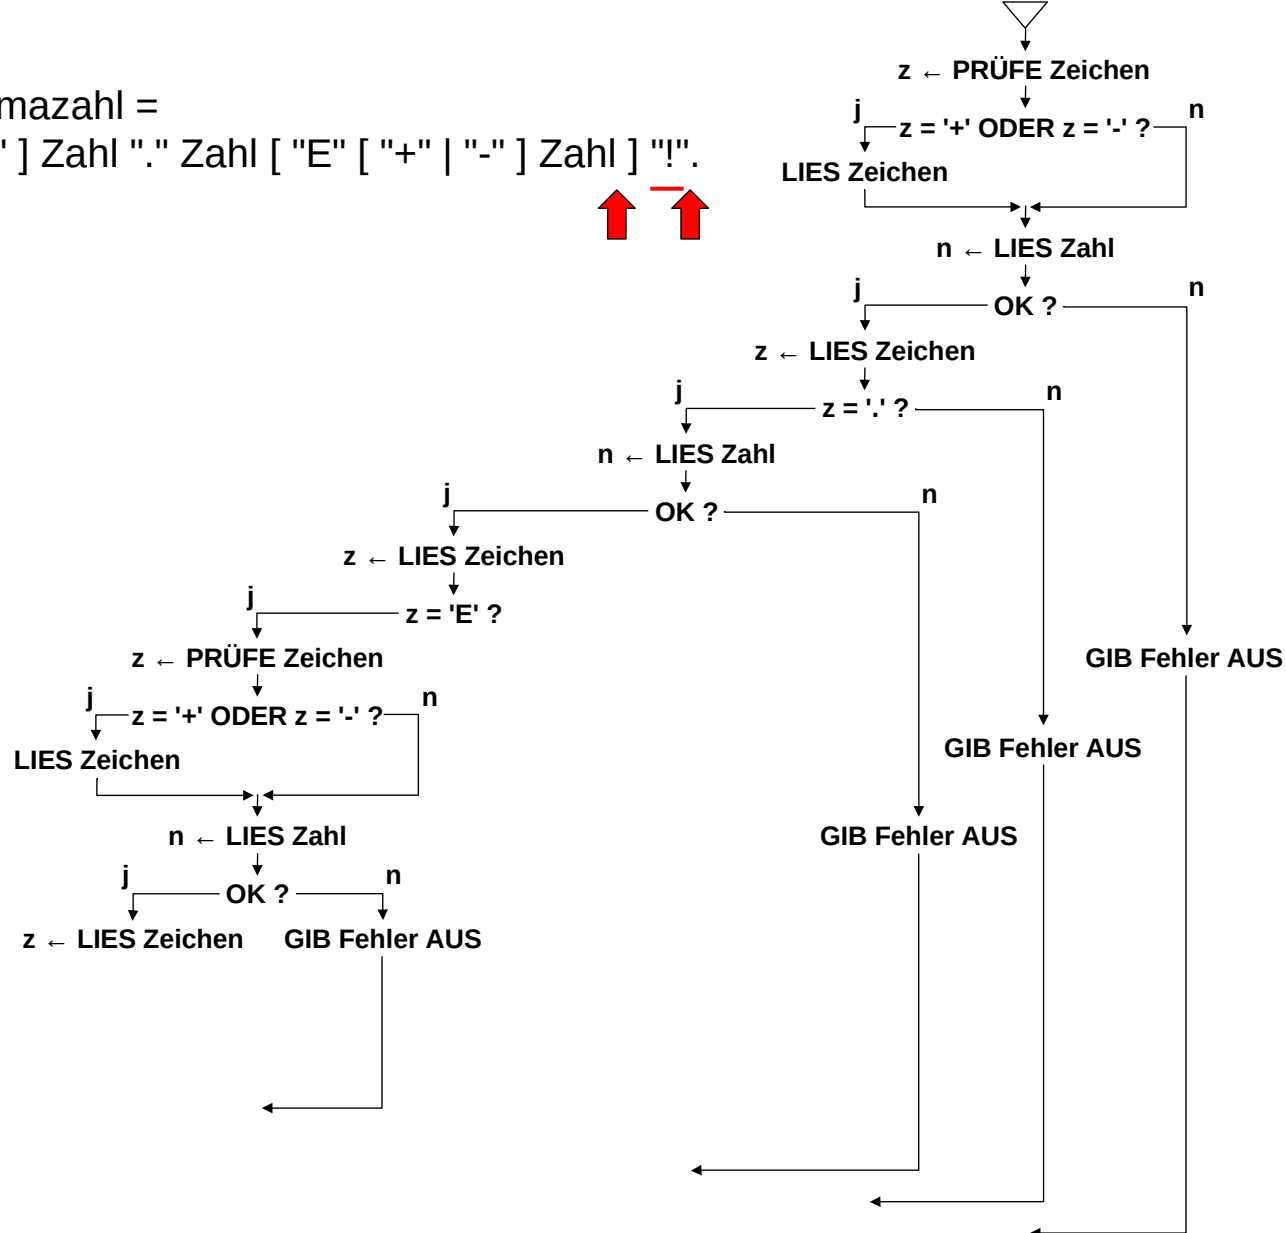 mazahl =
" ] Zahl "." Zahl [ "E" [ "+" | "-" ] Zahl ] "!".
z ← PRÜFE Zeichen
j
z = '+' ODER z = '-' ?
n
LIES Zeichen
n ← LIES Zahl
j
OK ?
n
z ← LIES Zeichen
j
z = '.' ?
n
n ← LIES Zahl
j
OK ?
n
z ← LIES Zeichen
j
z = 'E' ?
z ← PRÜFE Zeichen
GIB Fehler AUS
j
z = '+' ODER z = '-' ?
n
LIES Zeichen
GIB Fehler AUS
n ← LIES Zahl
GIB Fehler AUS
j
OK ?
n
z ← LIES Zeichen
GIB Fehler AUS